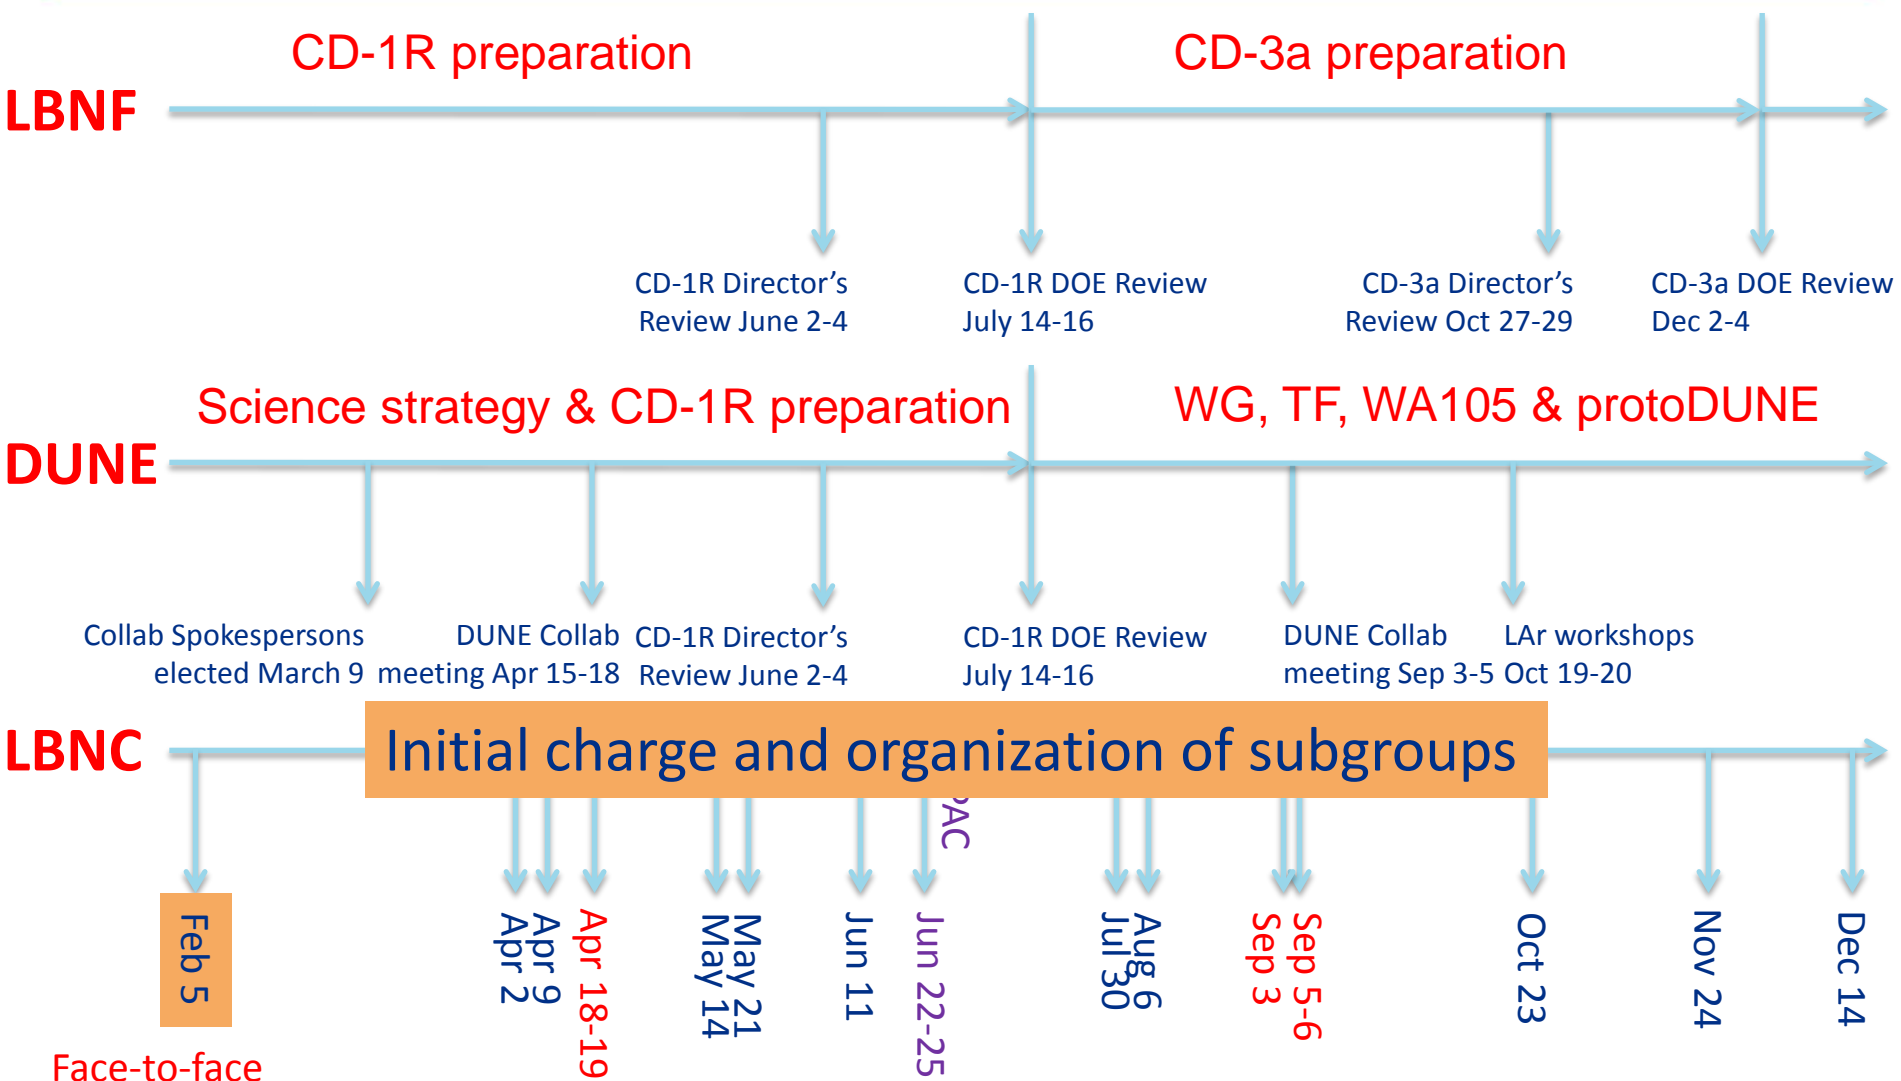 CD-1R preparation
CD-3a preparation
LBNF
CD-1R Director’s
Review June 2-4
CD-1R DOE Review
July 14-16
CD-3a Director’s
Review Oct 27-29
CD-3a DOE Review
Dec 2-4
Science strategy & CD-1R preparation
WG, TF, WA105 & protoDUNE
DUNE
Collab Spokespersons
elected March 9
DUNE Collab
meeting Apr 15-18
CD-1R Director’s
Review June 2-4
CD-1R DOE Review
July 14-16
DUNE Collab
meeting Sep 3-5
LAr workshops
Oct 19-20
LBNC
Initial charge and organization of subgroups
PAC
Feb 5
Apr 2
Apr 9
Apr 18-19
May 14
May 21
Jun 11
Jun 22-25
Jul 30
Aug 6
Sep 3
Sep 5-6
Oct 23
Nov 24
Dec 14
Face-to-face